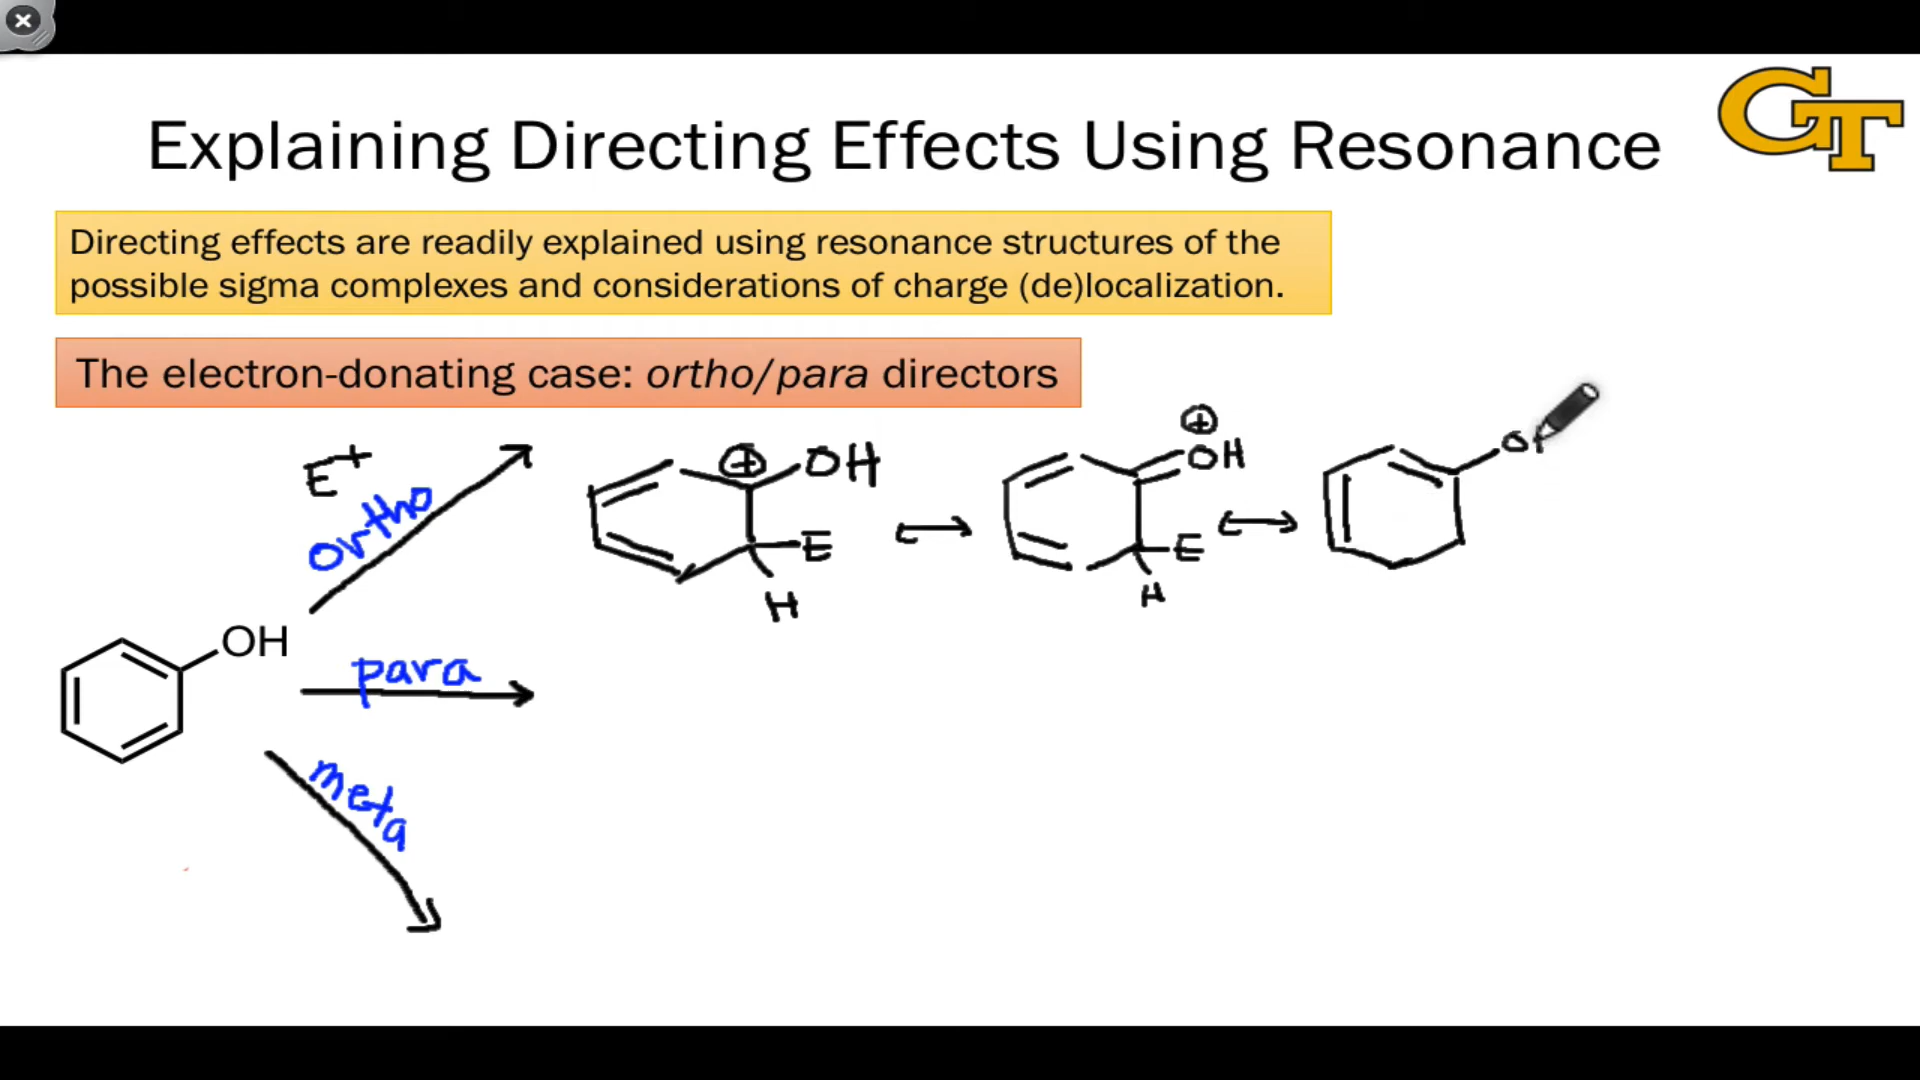 Explaining Directing Effects Using Resonance
GT
Directing effects are readily explained using resonance structures of the
possible sigma complexes and considerations of charge (de)localization.
The electron-donating case: ortho/para directors
E+
ortho
⊕ OH
E
H
⊕
OH
E
H
OH
para
meta